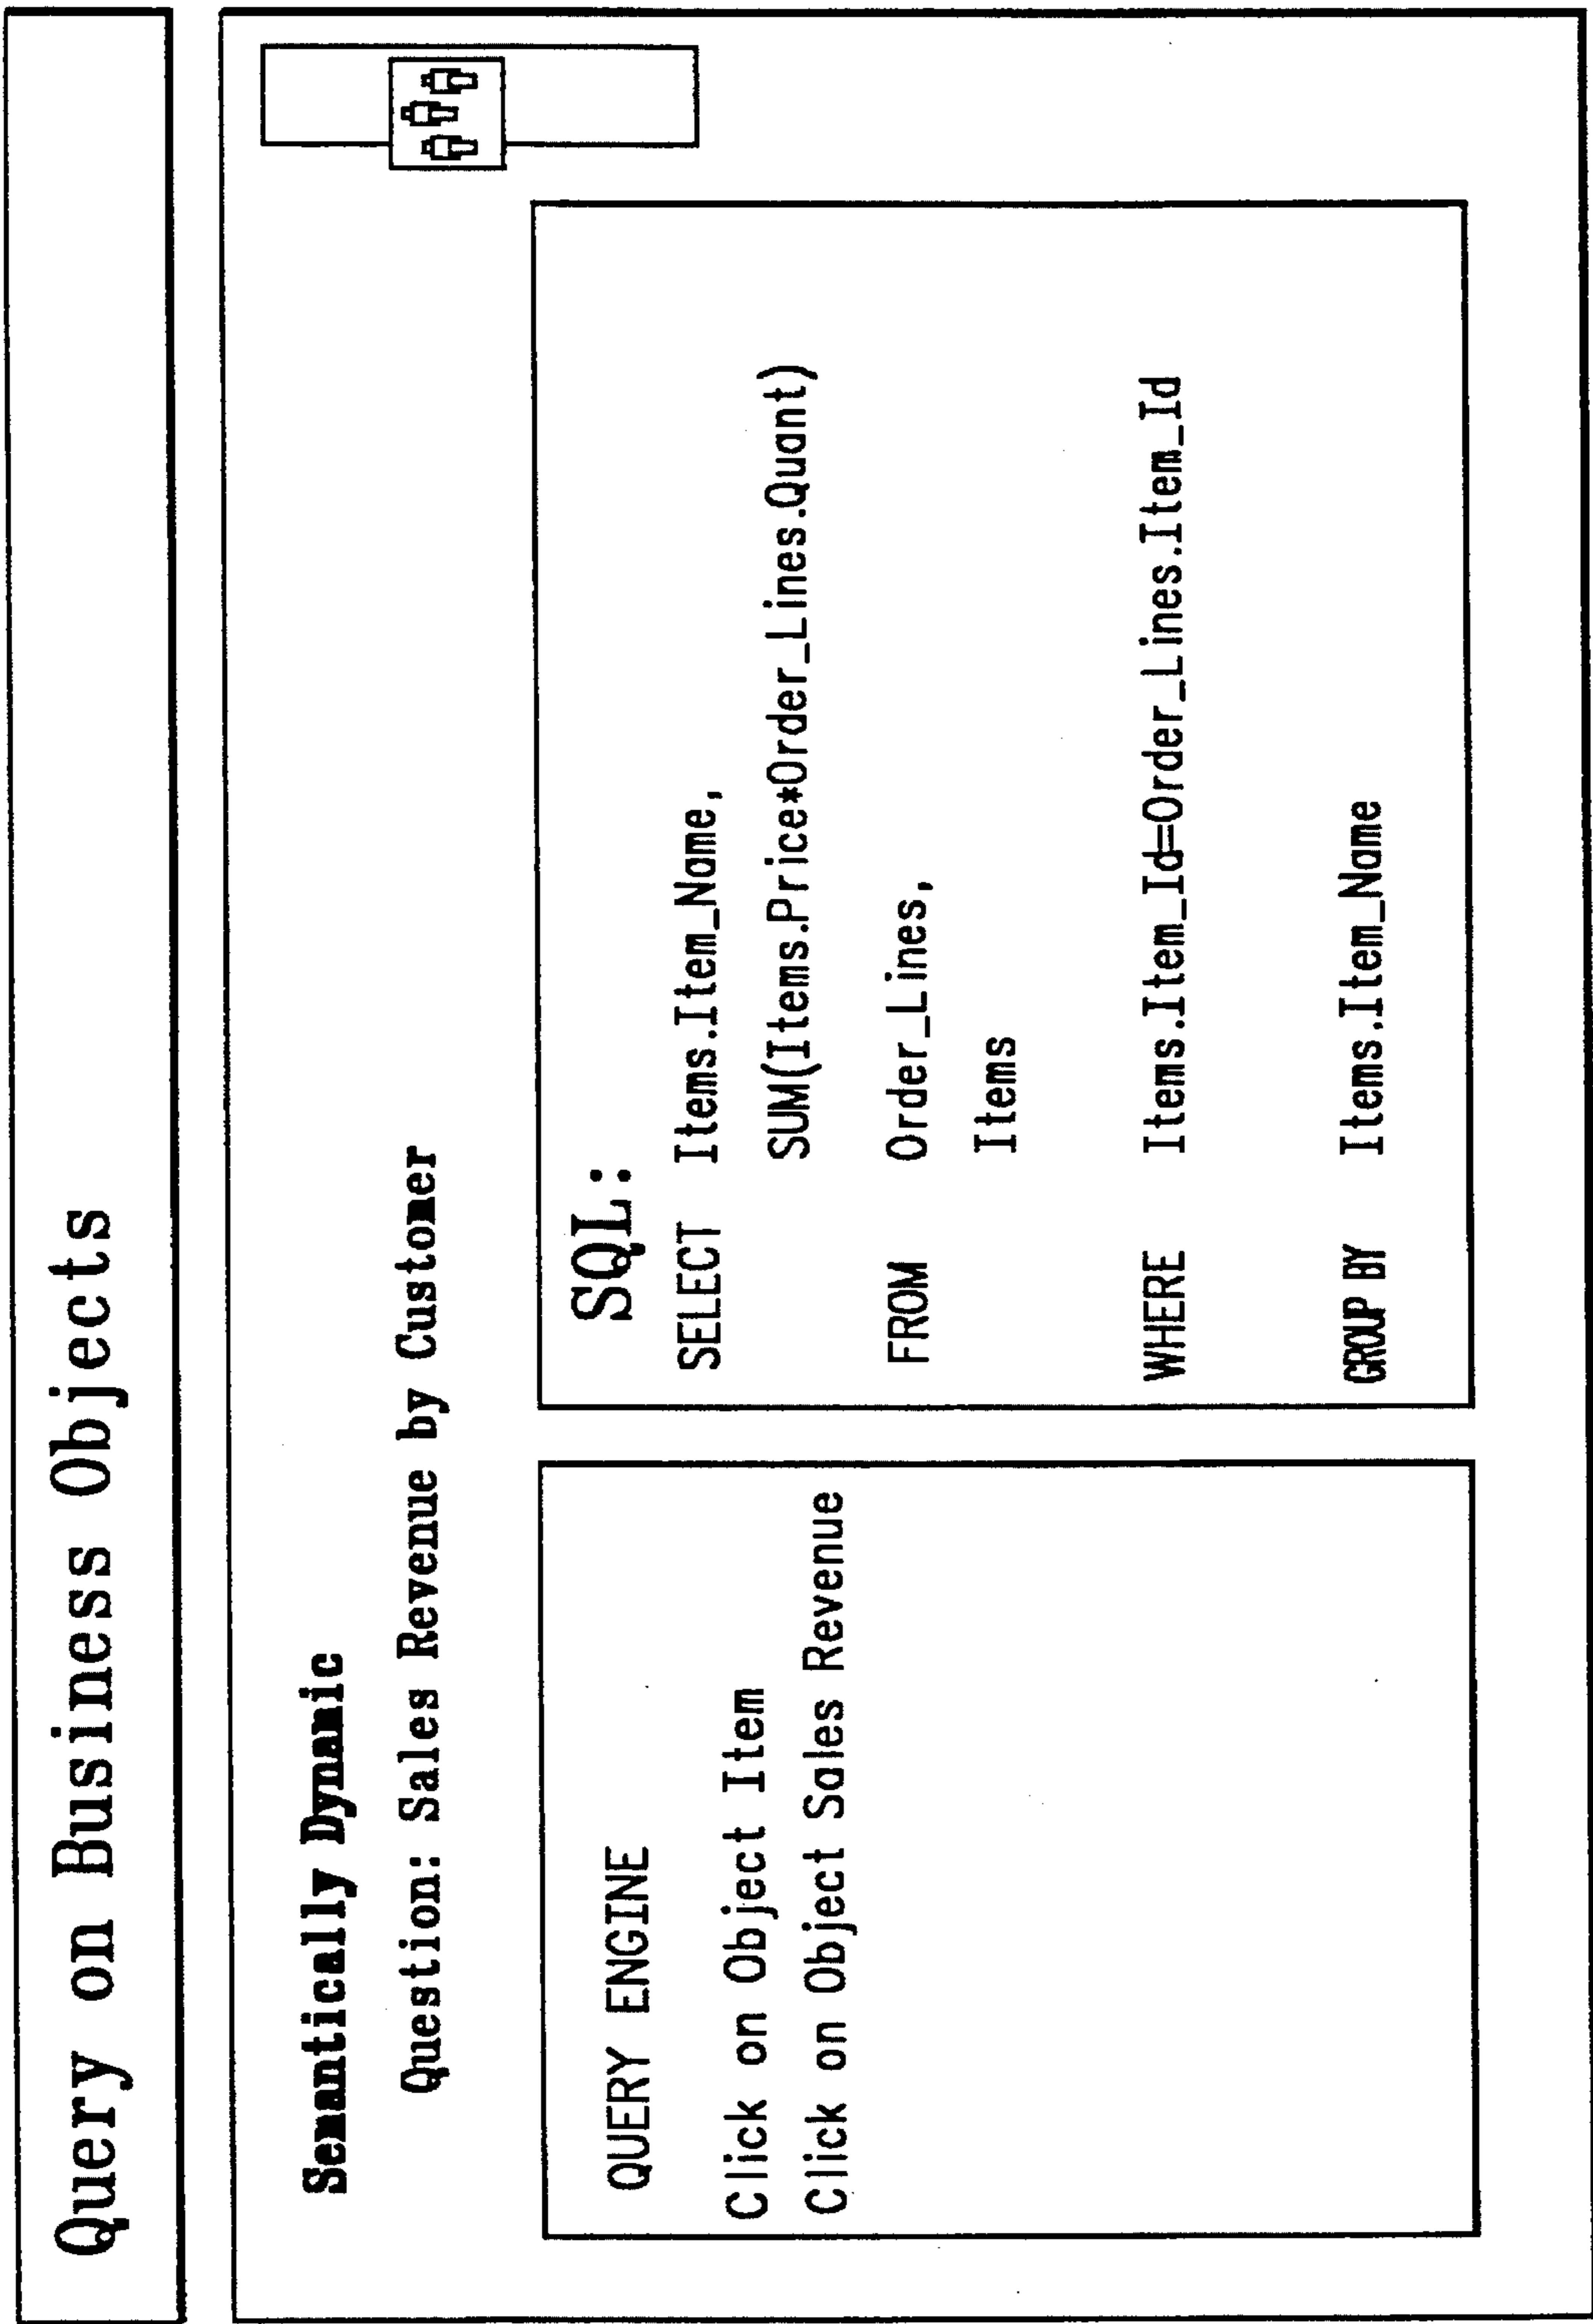 Query on Business Objects
Semantically Dynamic
Question: Sales Revenue by Customer
QUERY ENGINE
Click on Object Item
Click on Object Sales Revenue
SQL:
SELECT Items.Item_Name,
SUM(Items.Price*Order_Lines.Quant)
FROM Order_Lines,
Items
WHERE Items.Item_Id=Order_Lines.Item_Id
GROUP BY Items.Item_Name